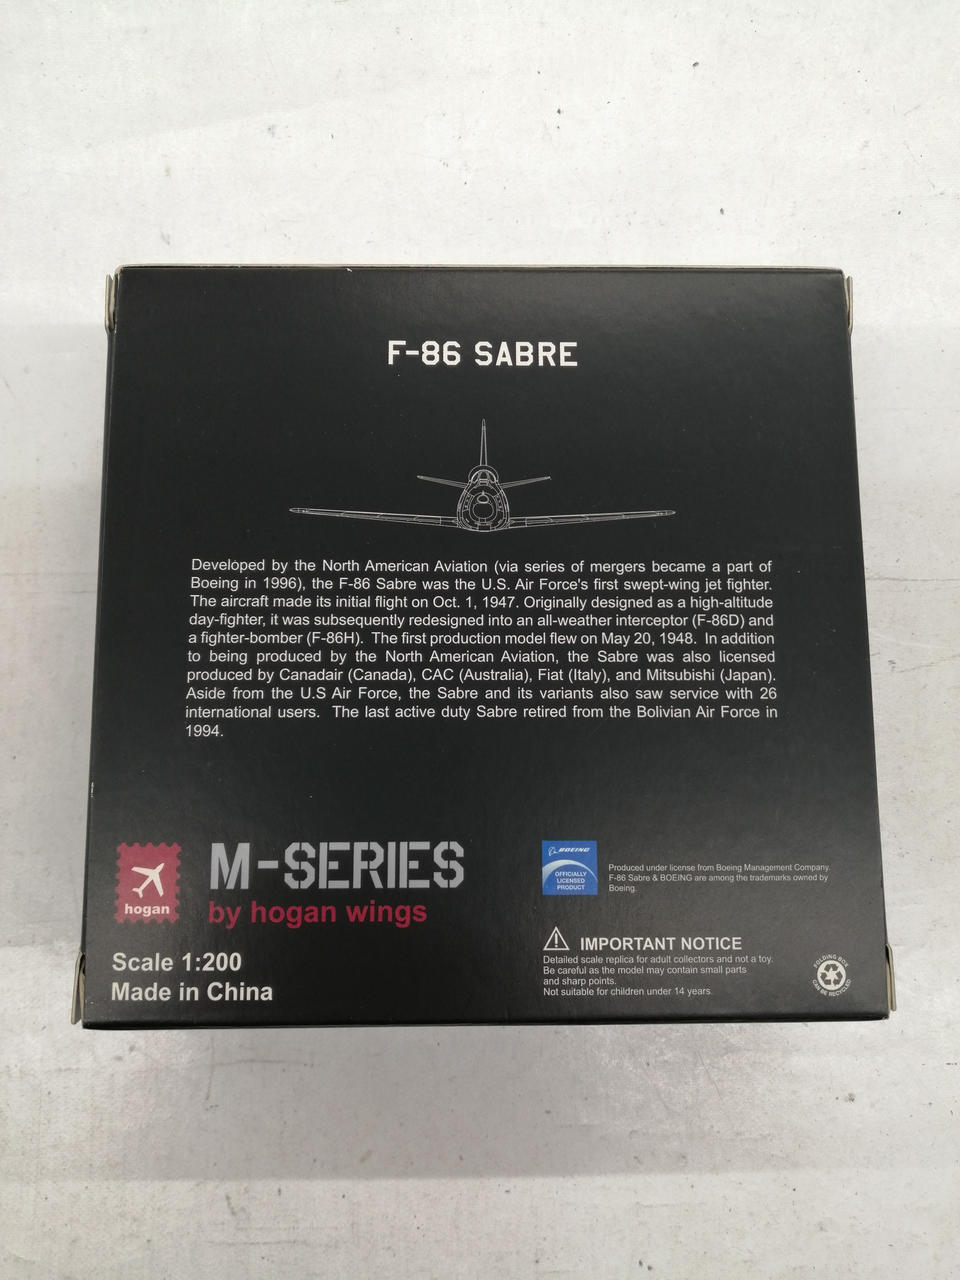 F-86 SABRE
Developed by the North American Aviation (via series of mergers became a part of
Boeing in 1996), the F-86 Sabre was the U.S. Air Force's first swept-wing jet fighter.
The aircraft made its initial flight on Oct. 1, 1947. Originally designed as a high-altitude
day-fighter, it was subsequently redesigned into an all-weather interceptor (F-86D) and
a fighter-bomber (F-86H). The first production model flew on May 20, 1948. In addition
to being produced by the North American Aviation, the Sabre was also licensed
produced by Canadair (Canada), CAC (Australia), Fiat (Italy), and Mitsubishi (Japan).
Aside from the U.S Air Force, the Sabre and its variants also saw service with 26
international users. The last active duty Sabre retired from the Bolivian Air Force in
1994.
hogan
M-SERIES
by hogan wings
Scale 1:200
Made in China
BOEING
OFFICIALLY
LICENSED
PRODUCT
Produced under license from Boeing Management Company.
F-86 Sabre & BOEING are among the trademarks owned by
Boeing.
IMPORTANT NOTICE
Detailed scale replica for adult collectors and not a toy.
Be careful as the model may contain small parts
and sharp points.
Not suitable for children under 14 years.
FOLDING BOX
CAN BE RECYCLED